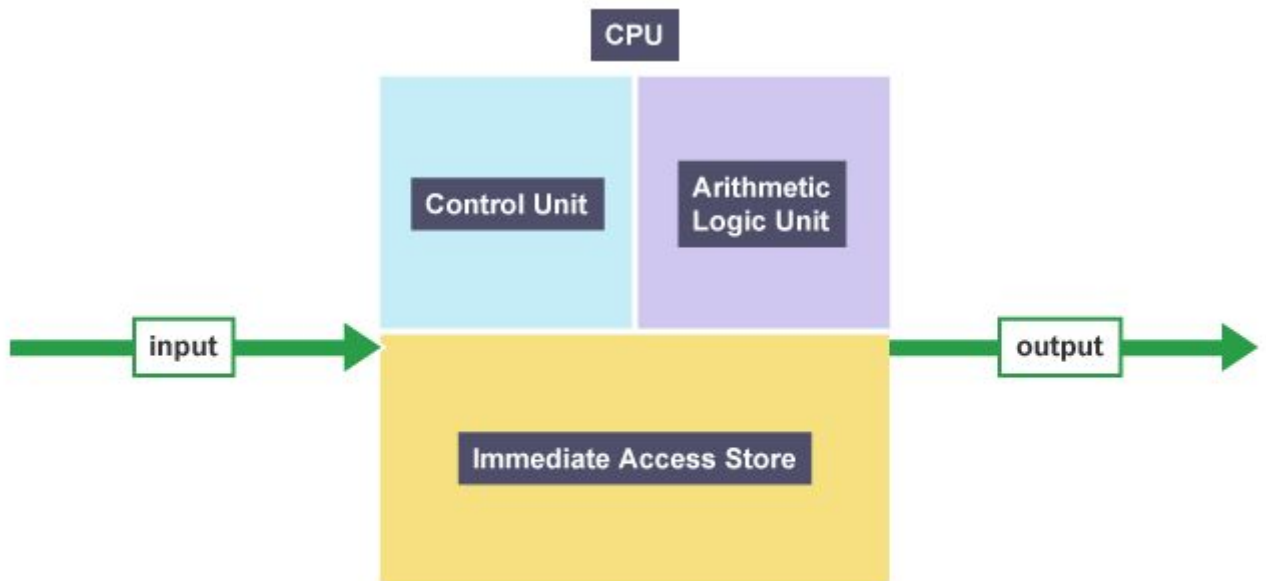 CPU
Control Unit
Arithmetic
Logic Unit
input
output
Immediate Access Store